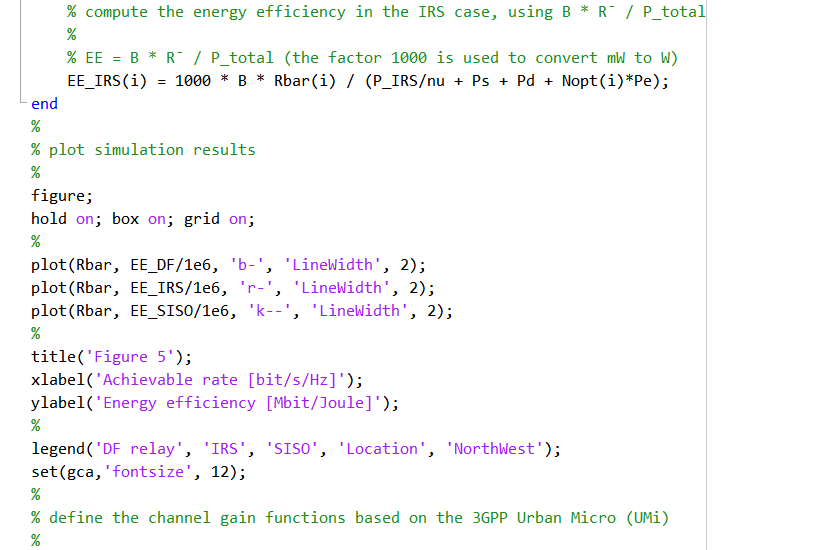 % compute the energy efficiency in the IRS case, using B * R¯ / P_total
%
% EE = B * R¯ / P_total (the factor 1000 is used to convert mW to W)
EE_IRS(i) = 1000 * B * Rbar(i) / (P_IRS/nu + Ps + Pd + Nopt(i)*Pe);
end
%
% plot simulation results
%
figure;
hold on; box on; grid on;
%
plot(Rbar, EE_DF/1e6, 'b-', 'LineWidth', 2);
plot(Rbar, EE_IRS/1e6, 'r-', 'LineWidth', 2);
plot(Rbar, EE_SISO/1e6, 'k--', 'LineWidth', 2);
%
title('Figure 5');
xlabel('Achievable rate [bit/s/Hz]');
ylabel('Energy efficiency [Mbit/Joule]');
%
legend('DF relay', 'IRS', 'SISO', 'Location', 'NorthWest');
set(gca,'fontsize', 12);
%
% define the channel gain functions based on the 3GPP Urban Micro (UMi)
%